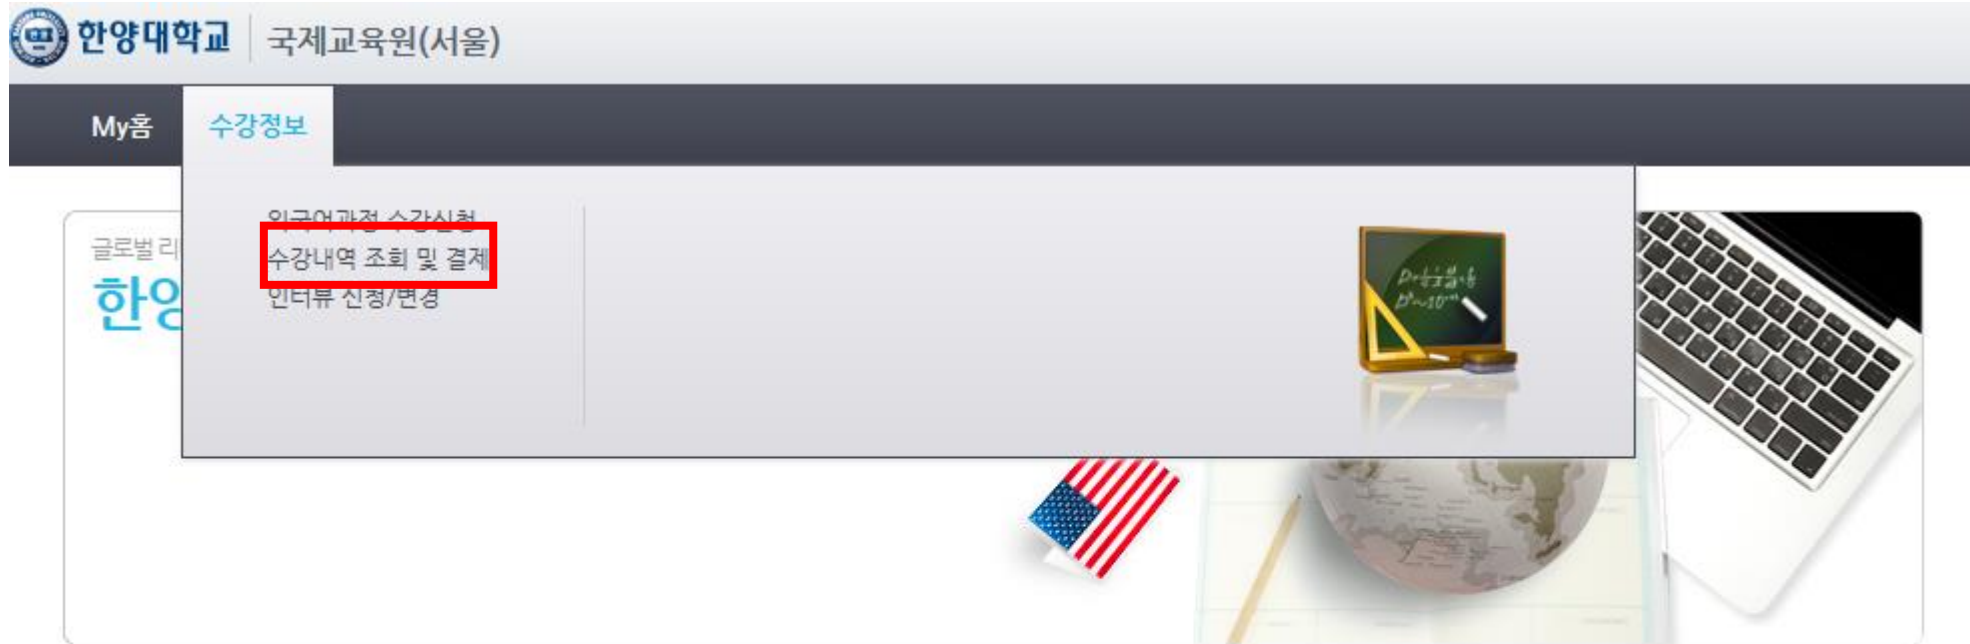 한양대학교 국제교육원(서울)
My홈 수강정보
외국어과정 수강신청
수강내역 조회 및 결제
인터뷰 신청/변경
글로벌 리
한양